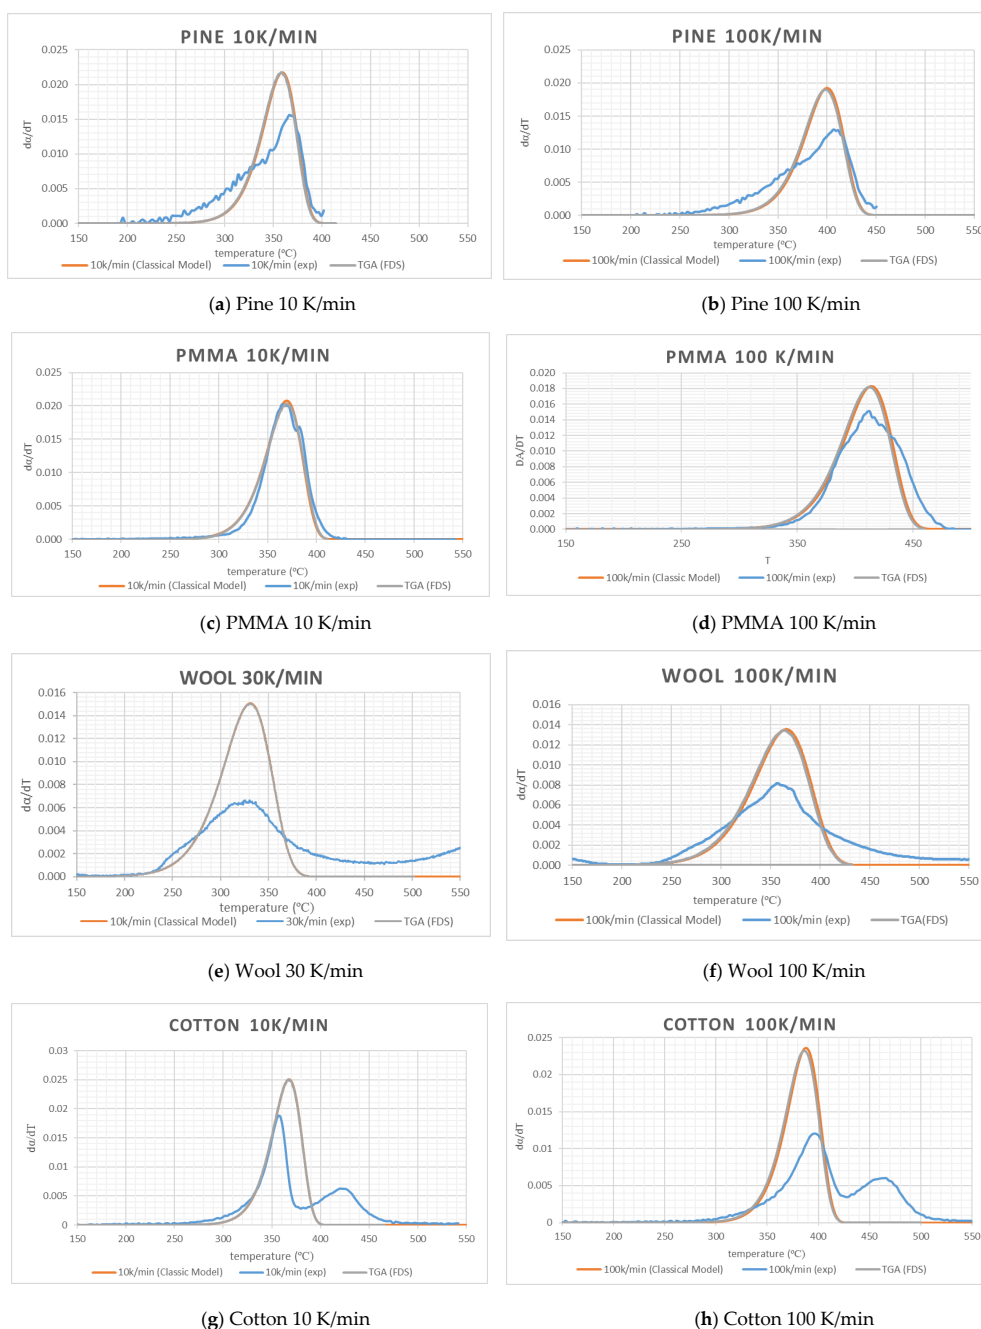 PINE 10K/MIN
0.025
0.020
0.015
0.010
0.005
0.000
dα/dT
150 200 250 300 350 400 450 500 550
temperature (°C)
10k/min (Classical Model) 10K/min (exp) TGA (FDS)
(a) Pine 10 K/min
PINE 100K/MIN
0.025
0.020
0.015
0.010
0.005
0.000
dα/dT
150 200 250 300 350 400 450 500 550
temperature (°C)
100k/min (Classical Model) 100K/min (exp) TGA (FDS)
(b) Pine 100 K/min
PMMA 10K/MIN
0.025
0.020
0.015
0.010
0.005
0.000
dα/dT
150 200 250 300 350 400 450 500 550
temperature (°C)
10k/min (Classical Model) 10K/min (exp) TGA (FDS)
(c) PMMA 10 K/min
PMMA 100 K/MIN
0.020
0.018
0.016
0.014
0.012
0.010
0.008
0.006
0.004
0.002
0.000
DA/DT
150 250 350 450
T
100k/min (Classic Model) 100K/min (exp) TGA (FDS)
(d) PMMA 100 K/min
WOOL 30K/MIN
0.016
0.014
0.012
0.010
0.008
0.006
0.004
0.002
0.000
dα/dT
150 200 250 300 350 400 450 500 550
temperature (°C)
10k/min (Classical Model) 30k/min (exp) TGA (FDS)
(e) Wool 30 K/min
WOOL 100K/MIN
0.016
0.014
0.012
0.010
0.008
0.006
0.004
0.002
0.000
dα/dT
150 200 250 300 350 400 450 500 550
temperature (°C)
100k/min (Classical Model) 100k/min (exp) TGA(FDS)
(f) Wool 100 K/min
COTTON 10K/MIN
0.03
0.025
0.02
0.015
0.01
0.005
0
dα/dT
150 200 250 300 350 400 450 500 550
temperature (°C)
10k/min (Classic Model) 10k/min (exp) TGA (FDS)
(g) Cotton 10 K/min
COTTON 100K/MIN
0.025
0.02
0.015
0.01
0.005
0
dα/dT
150 200 250 300 350 400 450 500 550
temperature (°C)
100k/min (Classic Model) 100k/min (exp) TGA (FDS)
(h) Cotton 100 K/min